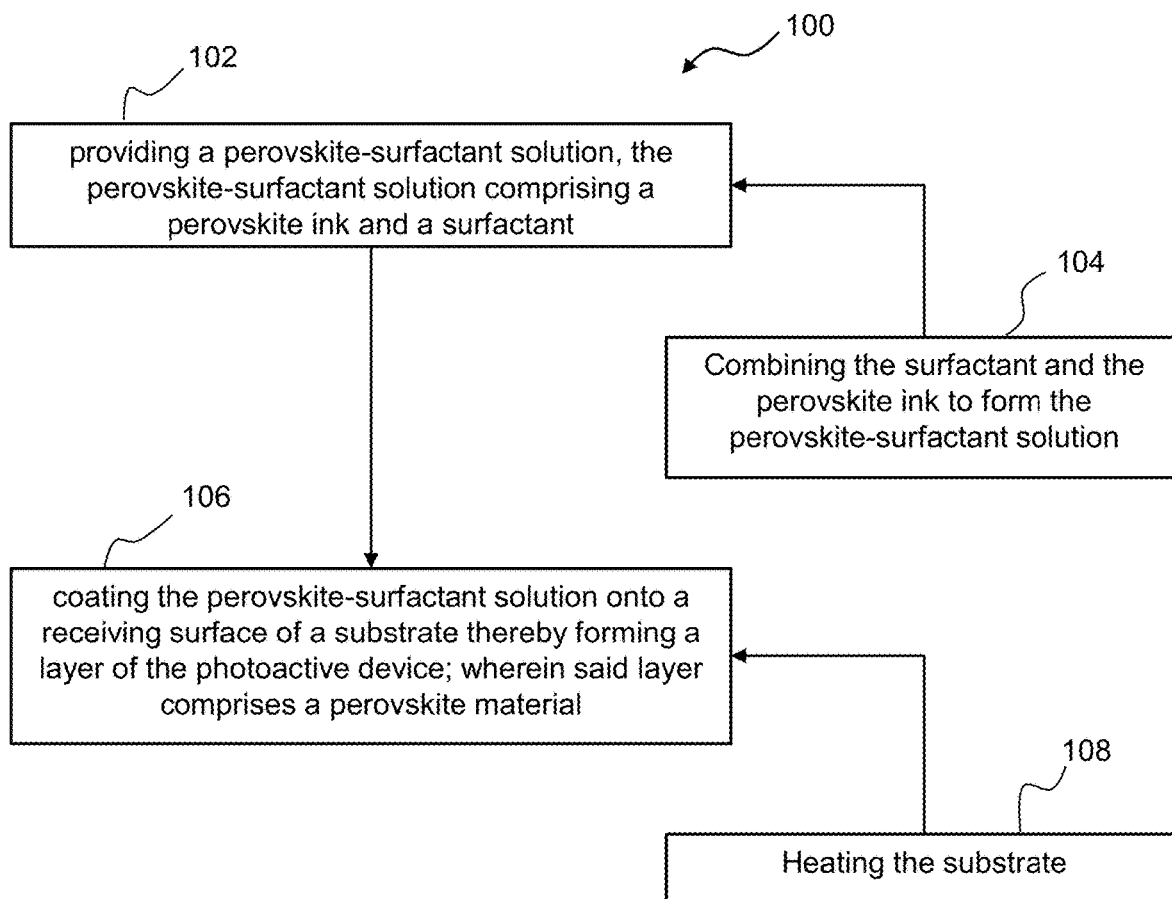 100
102
providing a perovskite-surfactant solution, the
perovskite-surfactant solution comprising a
perovskite ink and a surfactant
104
Combining the surfactant and the
perovskite ink to form the
perovskite-surfactant solution
106
coating the perovskite-surfactant solution onto a
receiving surface of a substrate thereby forming a
layer of the photoactive device; wherein said layer
comprises a perovskite material
108
Heating the substrate